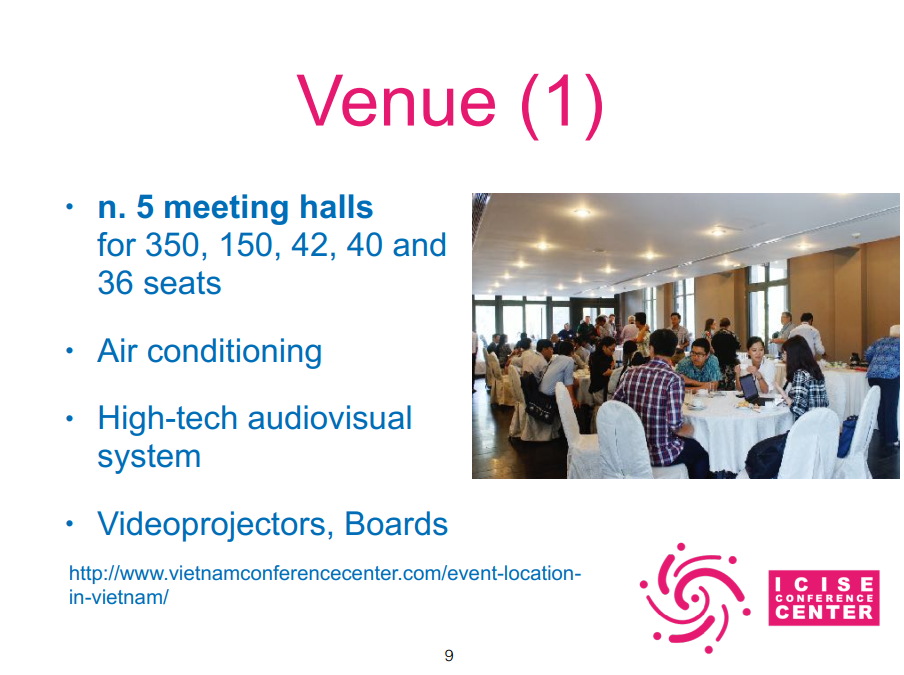 Venue (1)
• n. 5 meeting halls
for 350, 150, 42, 40 and
36 seats
• Air conditioning
• High-tech audiovisual
system
• Videoprojectors, Boards
http://www.vietnamconferencecenter.com/event-location-
in-vietnam/
ICISE
CONFERENCE
CENTER
9